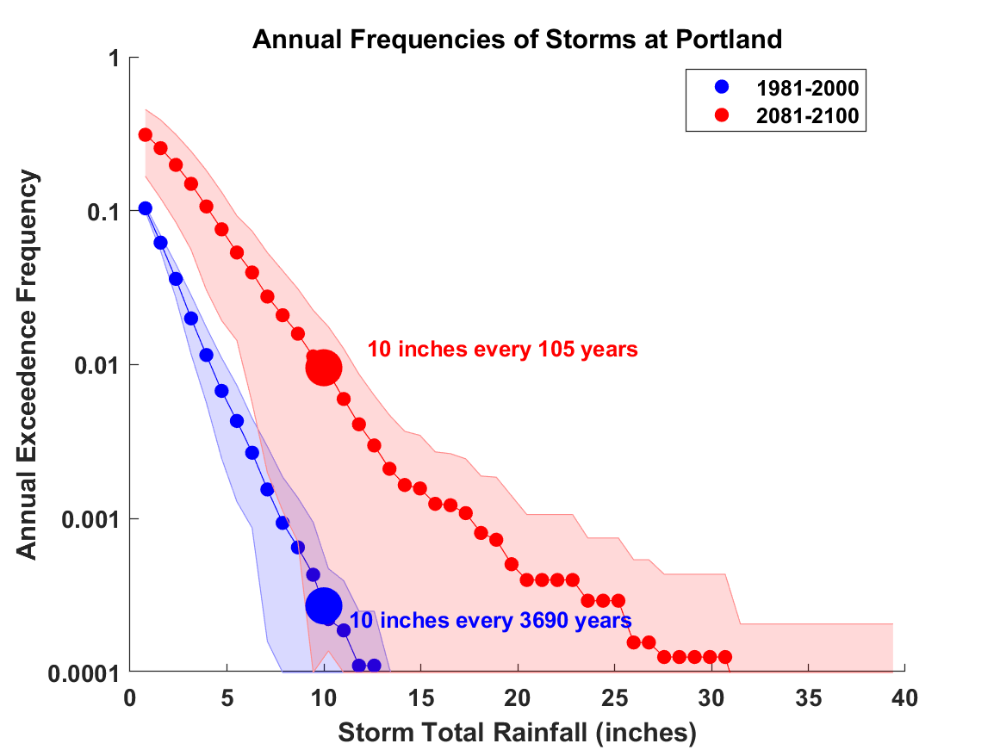 Annual Frequencies of Storms at Portland
1981-2000
2081-2100
Annual Exceedence Frequency
1
0.1
0.01
0.001
0.0001
10 inches every 105 years
10 inches every 3690 years
0 5 10 15 20 25 30 35 40
Storm Total Rainfall (inches)